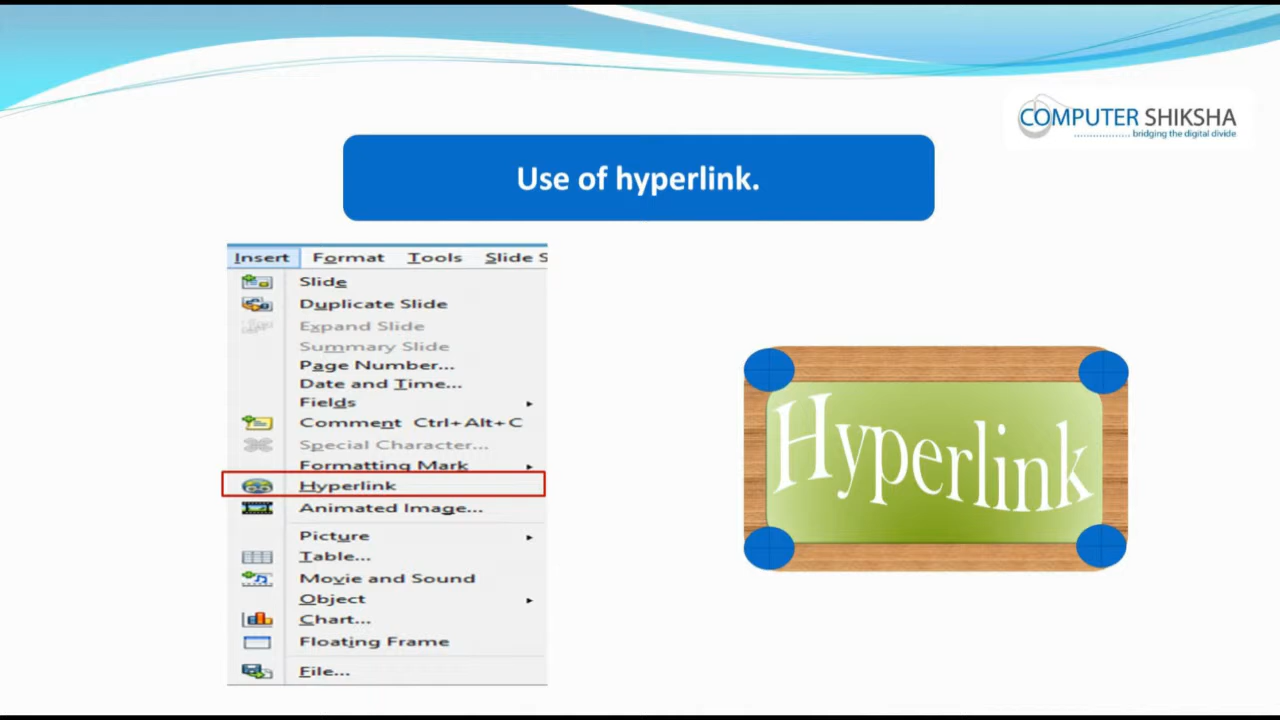 COMPUTER SHIKSHA
bridging the digital divide
Use of hyperlink.
Insert Format Tools Slide S
Slide
Duplicate Slide
Expand Slide
Summary Slide
Page Number...
Date and Time...
Fields
Comment Ctrl+Alt+C
Special Character...
Formatting Mark
Hyperlink
Animated Image...
Picture
Table...
Movie and Sound
Object
Chart...
Floating Frame
File...
Hyperlink